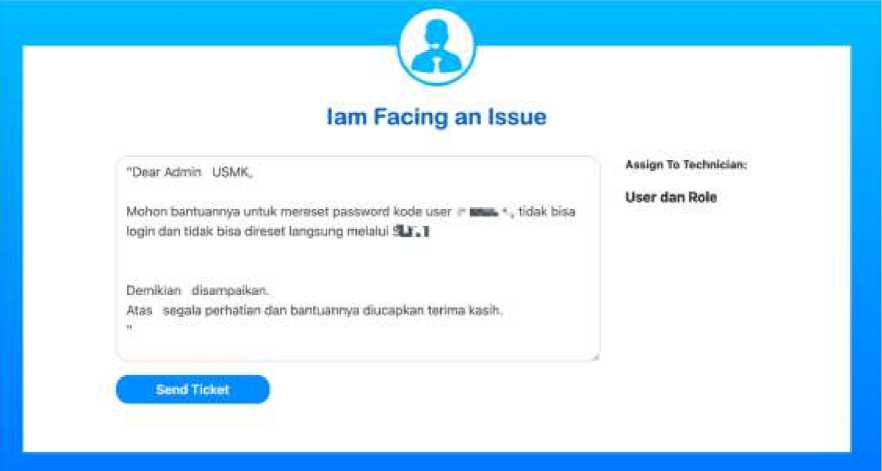 Iam Facing an Issue
"Dear Admin USMK,
Mohon bantuannya untuk mereset password kode user , tidak bisa
login dan tidak bisa direset langsung melalui
Demikian disampaikan.
Atas segala perhatian dan bantuannya diucapkan terima kasih.
"
Send Ticket
Assign To Technician:
User dan Role